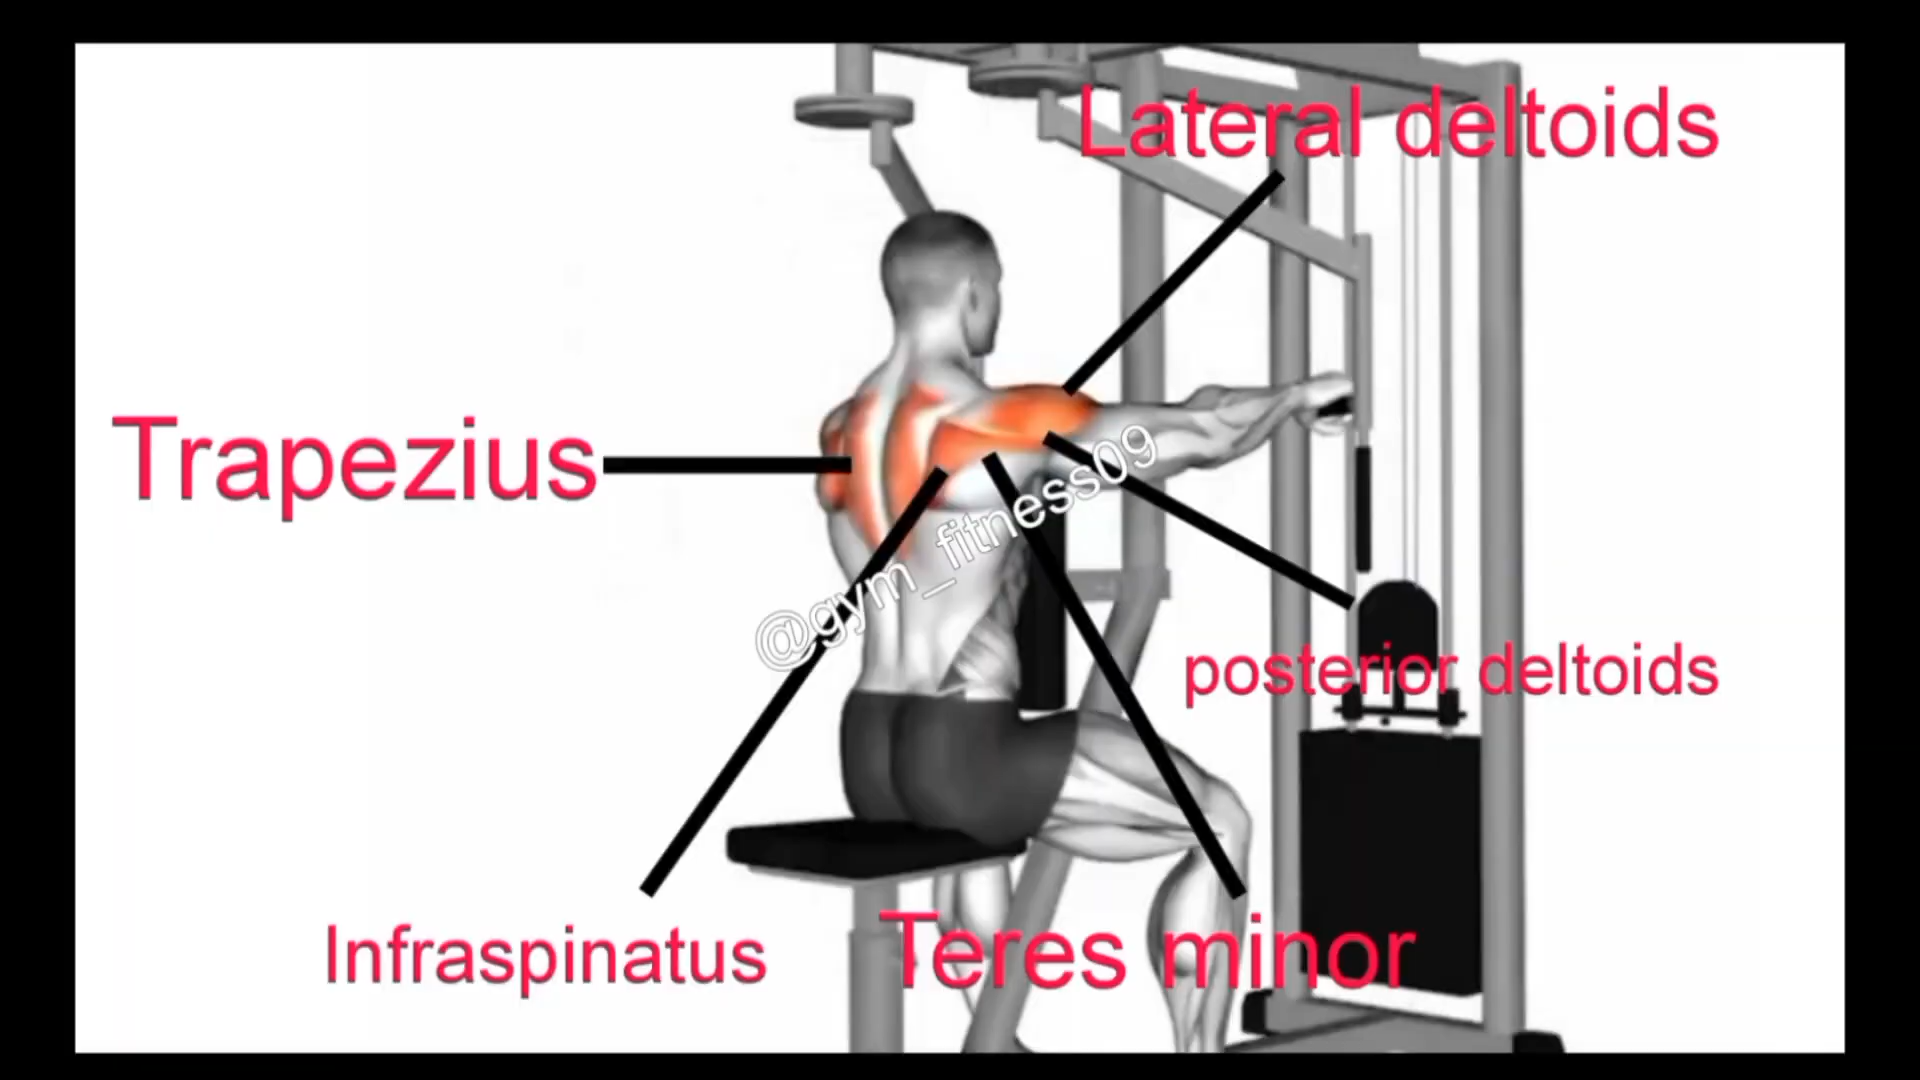 Lateral deltoids
Trapezius
@gym_fitness09
posterior deltoids
Infraspinatus
Teres minor